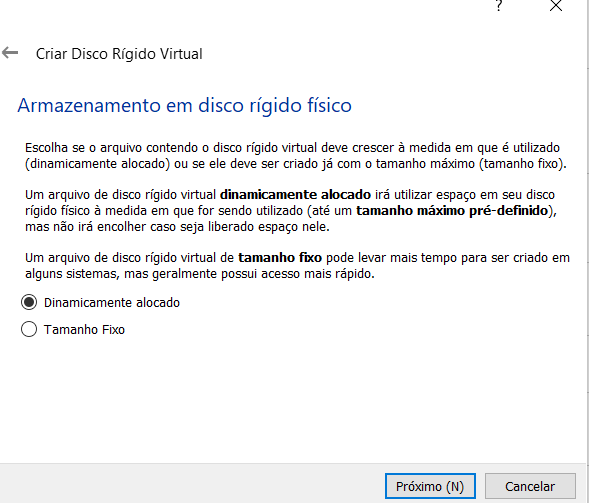 ?
Criar Disco Rígido Virtual
Armazenamento em disco rígido físico
Escolha se o arquivo contendo o disco rígido virtual deve crescer à medida em que é utilizado
(dinamicamente alocado) ou se ele deve ser criado já com o tamanho máximo (tamanho fixo).
Um arquivo de disco rígido virtual dinamicamente alocado irá utilizar espaço em seu disco
rígido físico à medida em que for sendo utilizado (até um tamanho máximo pré-definido),
mas não irá encolher caso seja liberado espaço nele.
Um arquivo de disco rígido virtual de tamanho fixo pode levar mais tempo para ser criado em
alguns sistemas, mas geralmente possui acesso mais rápido.
Dinamicamente alocado
Tamanho Fixo
Próximo (N) Cancelar